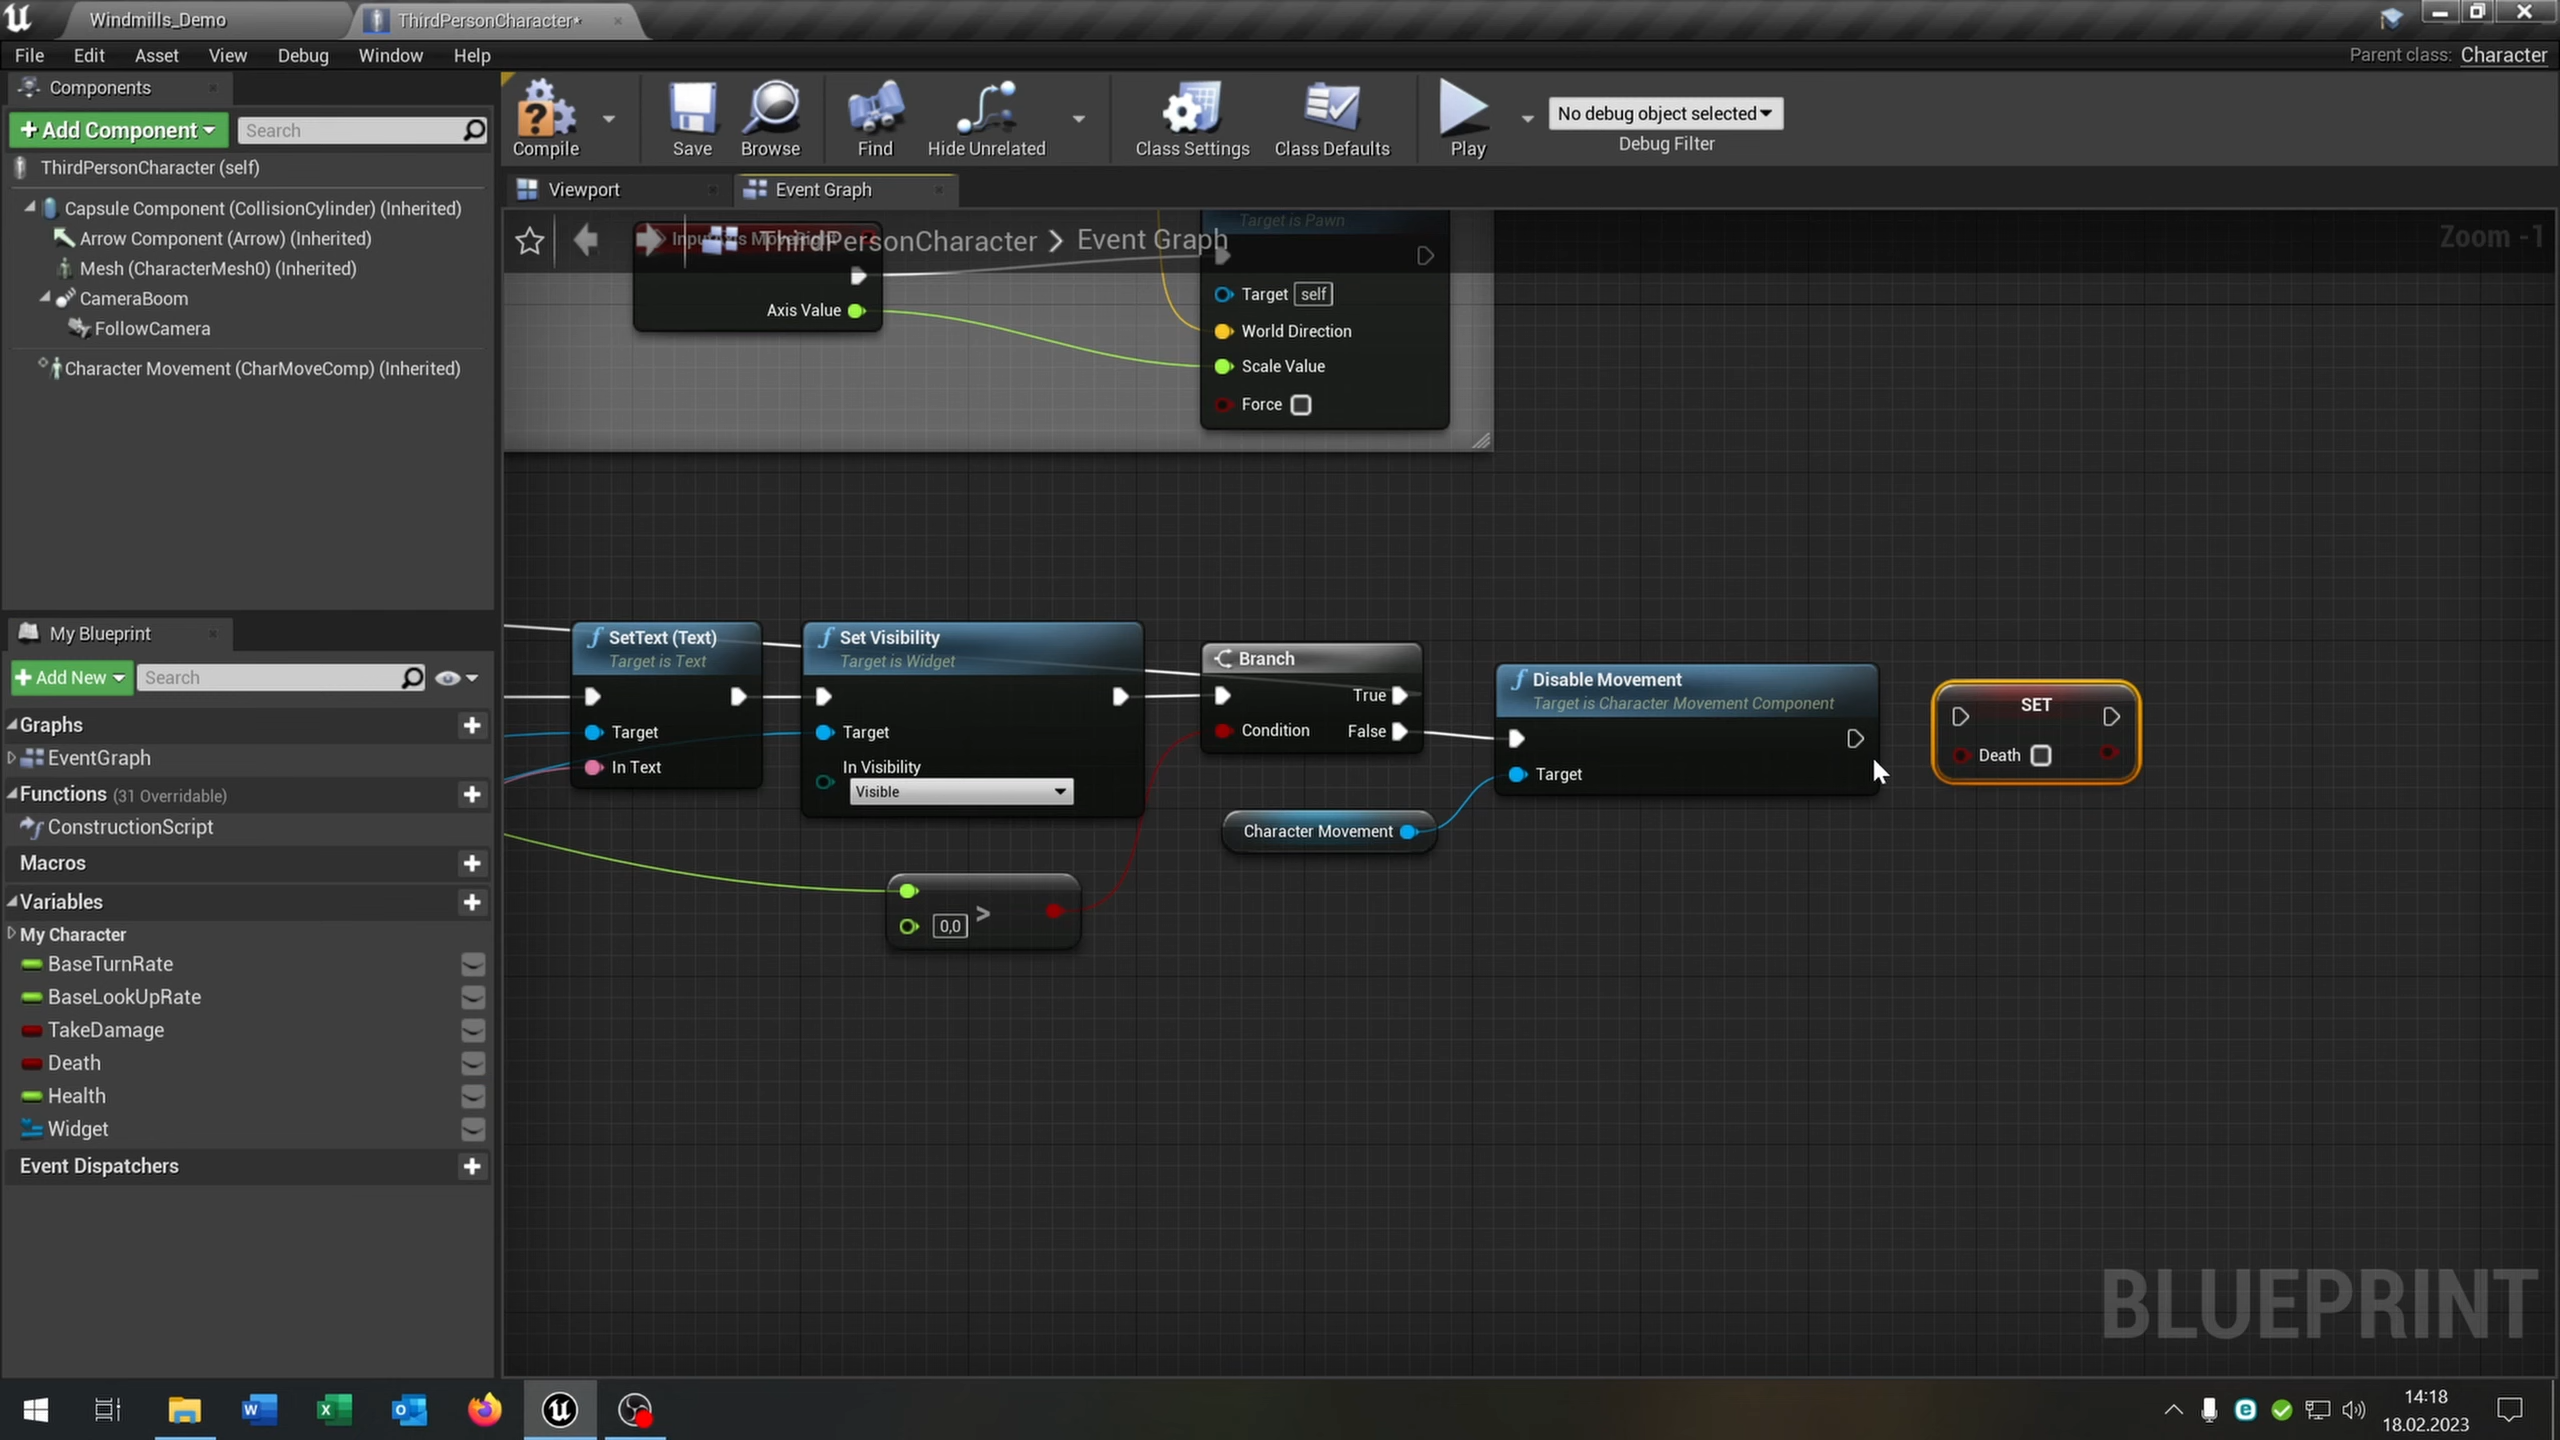 Windmills_Demo
ThirdPersonCharacter*
File Edit Asset View Debug Window Help
Parent class: Character
Components
Add Component
Search
ThirdPersonCharacter (self)
Capsule Component (CollisionCylinder) (Inherited)
Arrow Component (Arrow) (Inherited)
Mesh (CharacterMesh0) (Inherited)
CameraBoom
FollowCamera
Character Movement (CharMoveComp) (Inherited)
Compile
Save
Browse
Find
Hide Unrelated
Class Settings
Class Defaults
Play
No debug object selected
Debug Filter
Viewport
Event Graph
ThirdPersonCharacter > Event Graph
Zoom -1
InputAxis MoveRight
Axis Value
Target is Pawn
Target self
World Direction
Scale Value
Force
SetText (Text)
Target is Text
Target
In Text
Set Visibility
Target is Widget
Target
In Visibility
Visible
Branch
True
Condition
False
Disable Movement
Target is Character Movement Component
Target
SET
Death
Character Movement
0,0 >
My Blueprint
Add New
Search
Graphs
EventGraph
Functions (31 Overridable)
ConstructionScript
Macros
Variables
My Character
BaseTurnRate
BaseLookUpRate
TakeDamage
Death
Health
Widget
Event Dispatchers
BLUEPRINT
14:18
18.02.2023